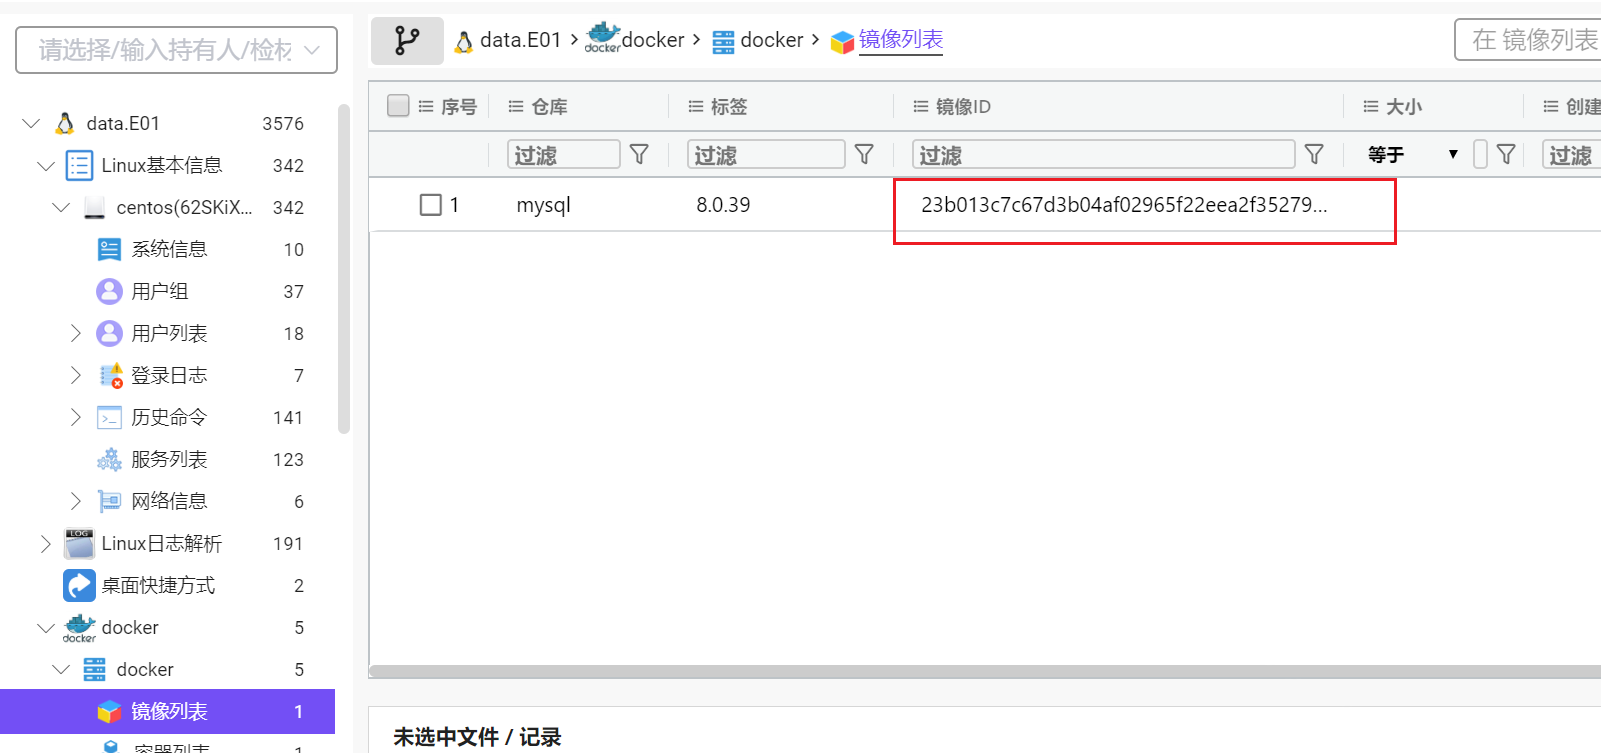 请选择/输入持有人/检材
data.E01 3576
Linux基本信息 342
centos(62SKiX... 342
系统信息 10
用户组 37
用户列表 18
登录日志 7
历史命令 141
服务列表 123
网络信息 6
LOG Linux日志解析 191
桌面快捷方式 2
docker docker 5
docker 5
镜像列表 1
容器列表 1
data.E01 > docker docker > docker > 镜像列表
在 镜像列表
序号 仓库 标签 镜像ID 大小 创建
过滤 过滤 过滤 等于 过滤
1 mysql 8.0.39 23b013c7c67d3b04af02965f22eea2f35279...
未选中文件 / 记录